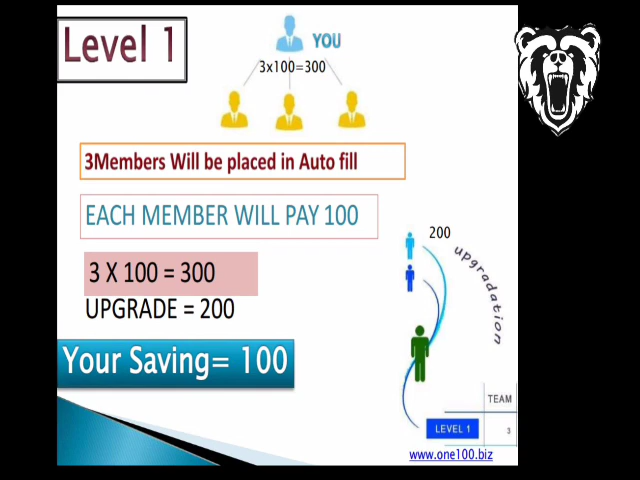 Level 1
YOU
3x100=300
3Members Will be placed in Auto fill
EACH MEMBER WILL PAY 100
200
upgradation
3 X 100 = 300
UPGRADE = 200
Your Saving= 100
TEAM
LEVEL 1
3
www.one100.biz